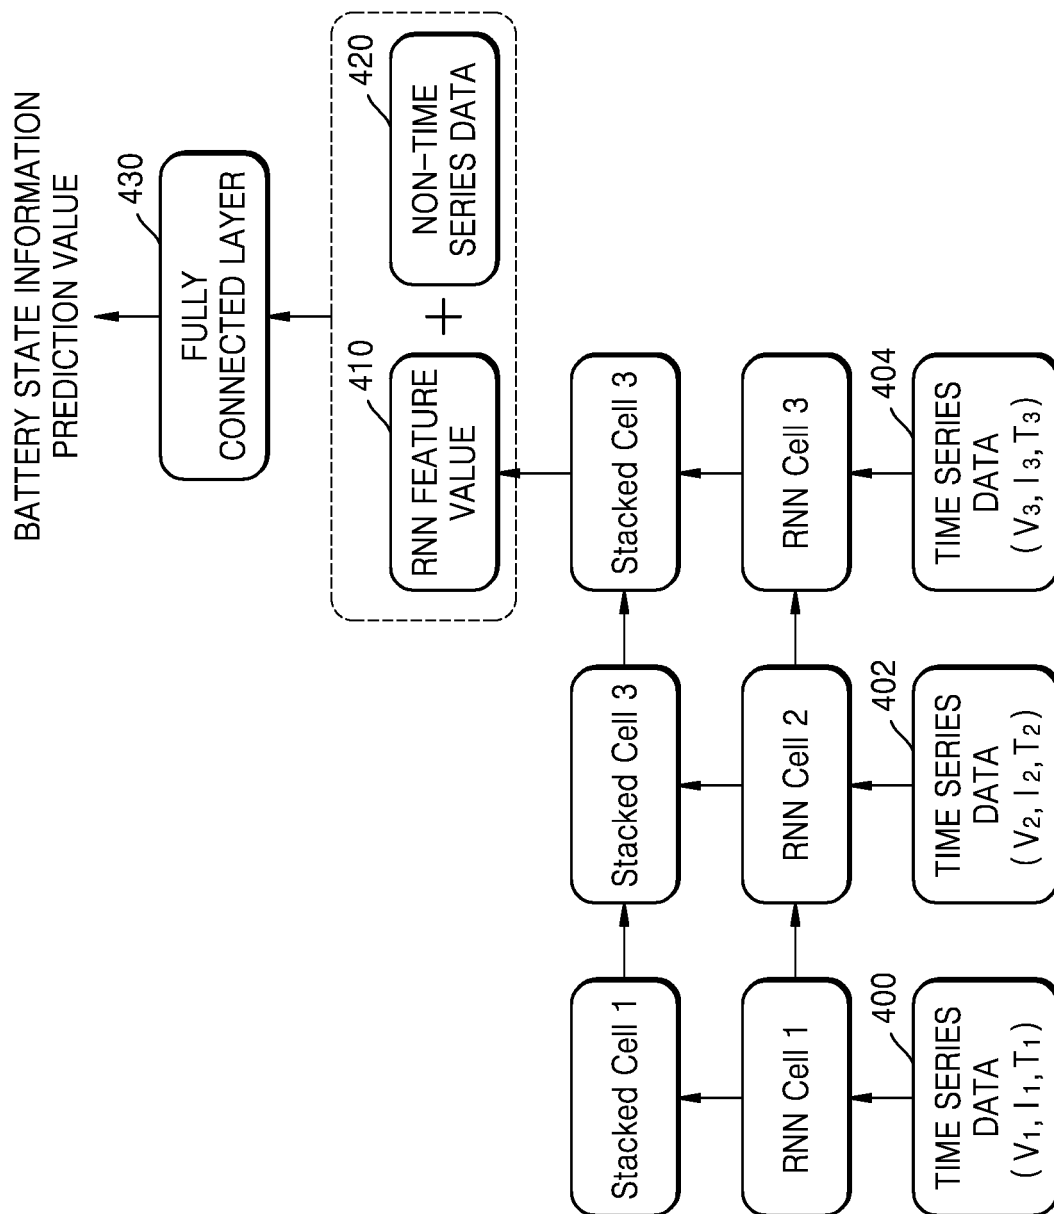 BATTERY STATE INFORMATION
PREDICTION VALUE
430
FULLY
CONNECTED LAYER
410
RNN FEATURE
VALUE
+
420
NON-TIME
SERIES DATA
Stacked Cell 1
Stacked Cell 3
Stacked Cell 3
RNN Cell 1
RNN Cell 2
RNN Cell 3
400
TIME SERIES
DATA
(V₁, I₁, T₁)
402
TIME SERIES
DATA
(V₂, I₂, T₂)
404
TIME SERIES
DATA
(V₃, I₃, T₃)